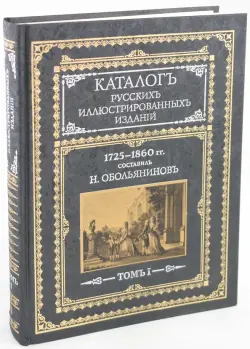 КАТАЛОГЪ
РУССКИХЪ
ИЛЛЮСТРИРОВАННЫХЪ
ИЗДАНІЙ
1725–1860 гг.
СОСТАВИЛЪ
Н. ОБОЛЬЯНИНОВЪ
ТОМЪ I